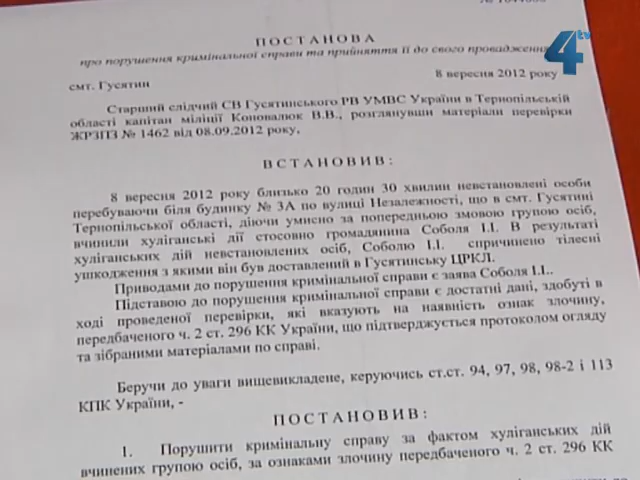 ПОСТАНОВА
про порушення кримінальної справи та прийняття її до свого провадження
4 tv
смт. Гусятин 8 вересня 2012 року
Старший слідчий СВ Гусятинського РВ УМВС України в Тернопільській
області капітан міліції Коновалюк В.В., розглянувши матеріали перевірки
ЖРЗПЗ № 1462 від 08.09.2012 року,
ВСТАНОВИВ:
8 вересня 2012 року близько 20 годин 30 хвилин невстановлені особи
перебуваючи біля будинку № 3А по вулиці Незалежності, що в смт. Гусятині
Тернопільської області, діючи умисно за попередньою змовою групою осіб,
вчинили хуліганські дії стосовно громадянина Соболя І.І. В результаті
хуліганських дій невстановлених осіб, Соболю І.І. спричинено тілесні
ушкодження з якими він був доставлений в Гусятинську ЦРКЛ.
Приводами до порушення кримінальної справи є заява Соболя І.І..
Підставою до порушення кримінальної справи є достатні дані, здобуті в
ході проведеної перевірки, які вказують на наявність ознак злочину,
передбаченого ч. 2 ст. 296 КК України, що підтверджується протоколом огляду
та зібраними матеріалами по справі.
Беручи до уваги вищевикладене, керуючись ст.ст. 94, 97, 98, 98-2 і 113
КПК України, -
ПОСТАНОВИВ:
1. Порушити кримінальну справу за фактом хуліганських дій
вчинених групою осіб, за ознаками злочину передбаченого ч. 2 ст. 296 КК